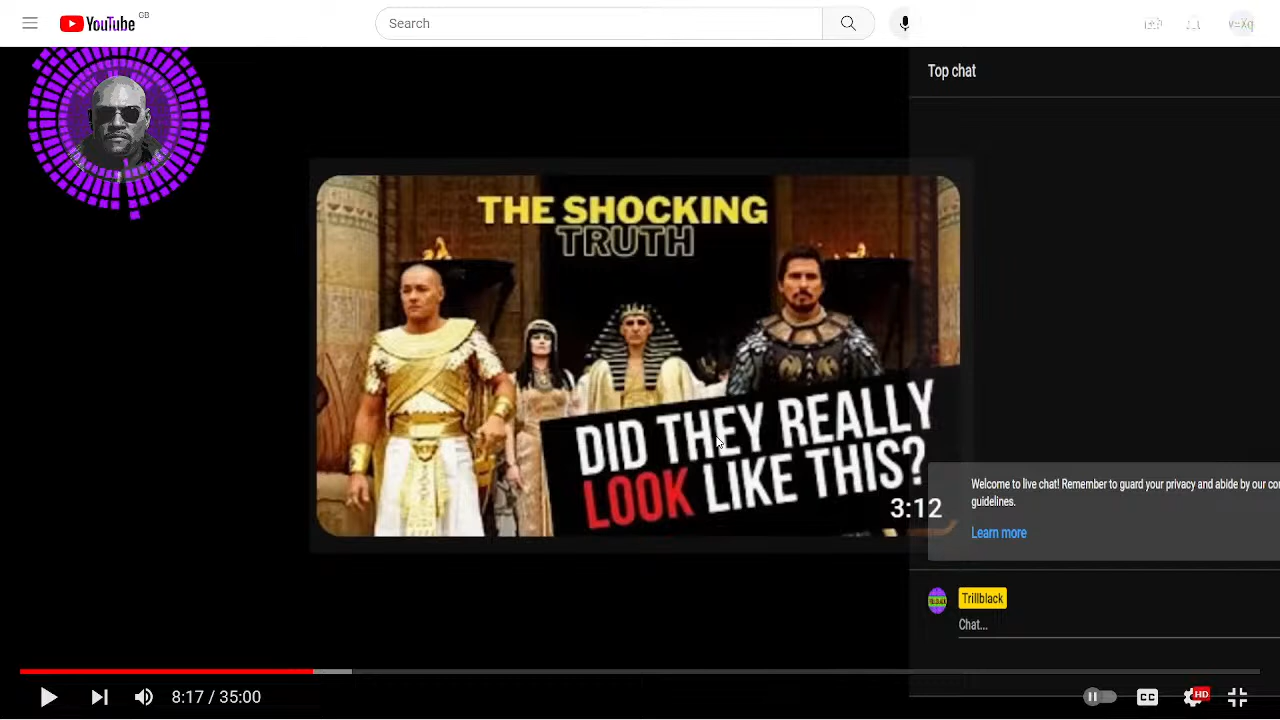 YouTube GB
Search
Top chat
THE SHOCKING
TRUTH
DID THEY REALLY
LOOK LIKE THIS?
3:12
Welcome to live chat! Remember to guard your privacy and abide by our
guidelines.
Learn more
Trillblack
Chat...
8:17 / 35:00
CC
HD